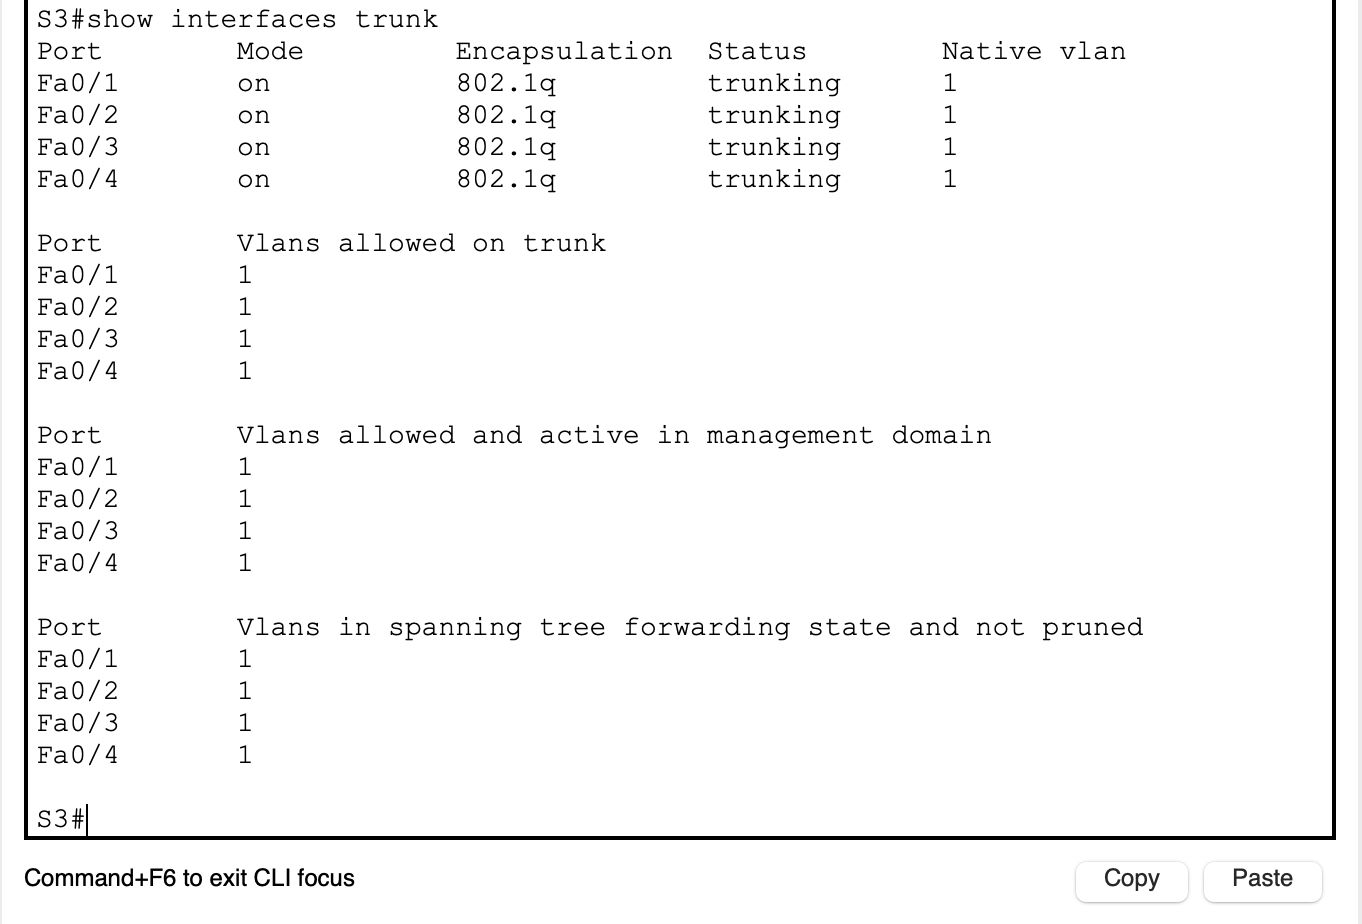 S3#show interfaces trunk
Port Mode Encapsulation Status Native vlan
Fa0/1 on 802.1q trunking 1
Fa0/2 on 802.1q trunking 1
Fa0/3 on 802.1q trunking 1
Fa0/4 on 802.1q trunking 1
Port Vlans allowed on trunk
Fa0/1 1
Fa0/2 1
Fa0/3 1
Fa0/4 1
Port Vlans allowed and active in management domain
Fa0/1 1
Fa0/2 1
Fa0/3 1
Fa0/4 1
Port Vlans in spanning tree forwarding state and not pruned
Fa0/1 1
Fa0/2 1
Fa0/3 1
Fa0/4 1
S3#
Command+F6 to exit CLI focus Copy Paste